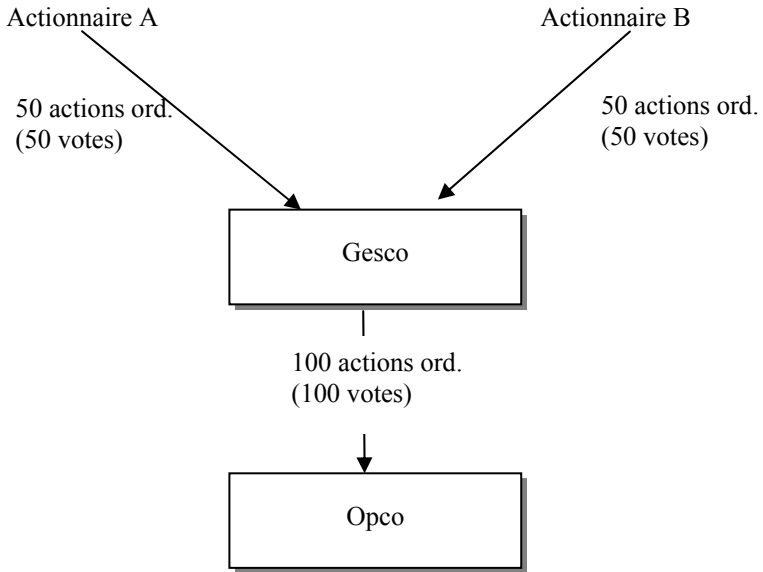 Actionnaire A
Actionnaire B
50 actions ord.
(50 votes)
50 actions ord.
(50 votes)
Gesco
100 actions ord.
(100 votes)
Opco